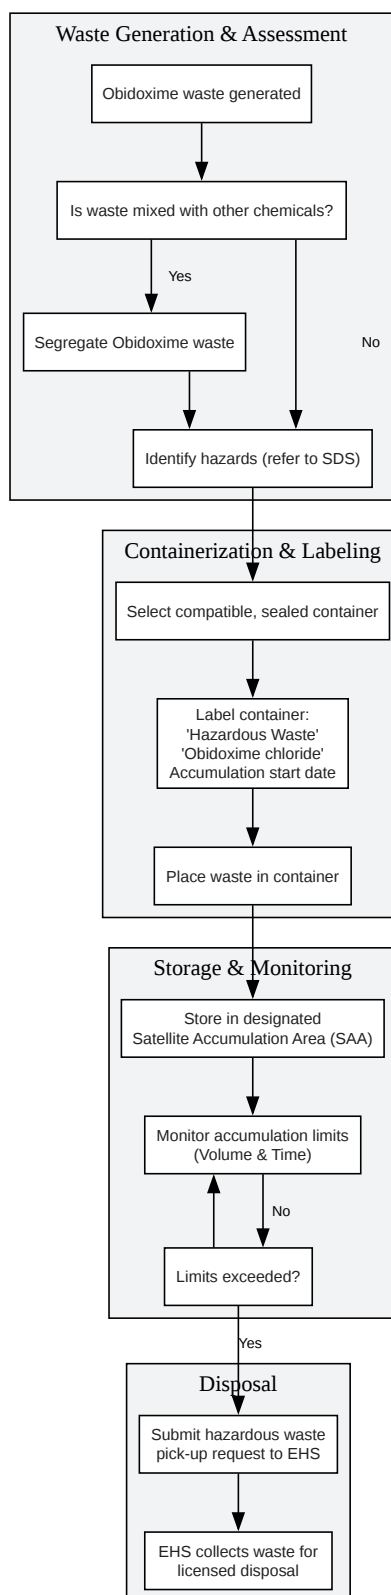 Waste Generation & Assessment
Obidoxime waste generated
Is waste mixed with other chemicals?
Yes
Segregate Obidoxime waste
No
Identify hazards (refer to SDS)
Containerization & Labeling
Select compatible, sealed container
Label container:
'Hazardous Waste'
'Obidoxime chloride'
Accumulation start date
Place waste in container
Storage & Monitoring
Store in designated
Satellite Accumulation Area (SAA)
Monitor accumulation limits
(Volume & Time)
No
Limits exceeded?
Yes
Disposal
Submit hazardous waste
pick-up request to EHS
EHS collects waste for
licensed disposal